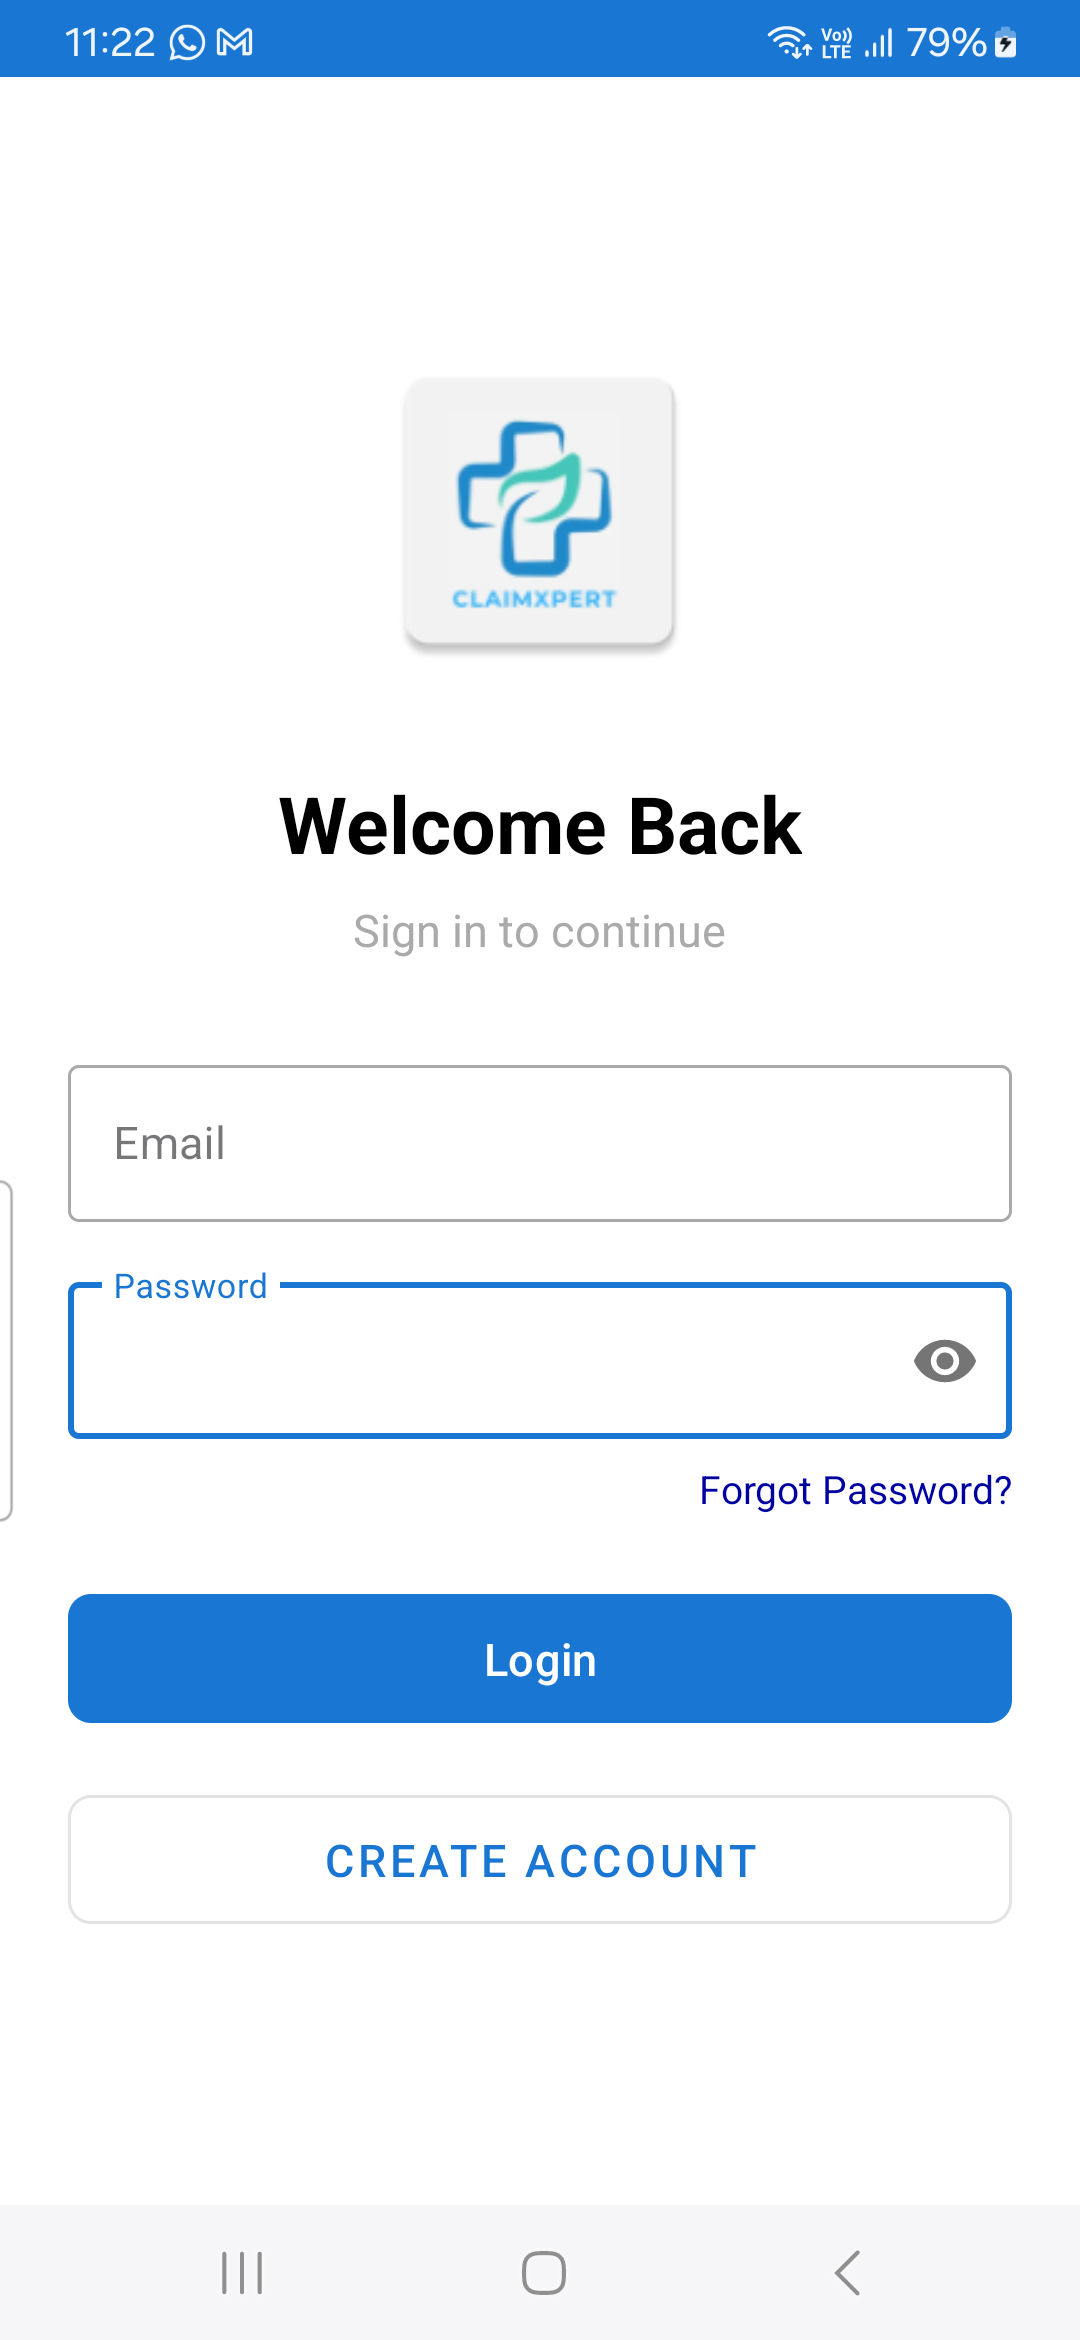 11:22 Vo)) LTE 79%
CLAIMXPERT
Welcome Back
Sign in to continue
Email
Password
Forgot Password?
Login
CREATE ACCOUNT